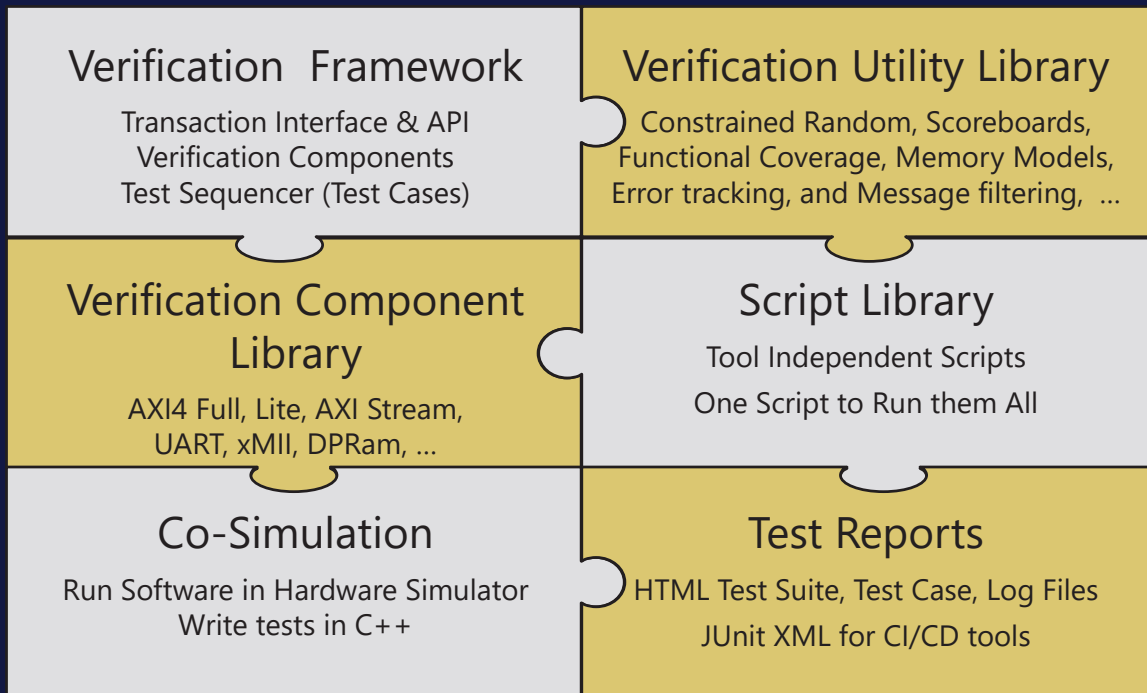 Verification Framework
Transaction Interface & API
Verification Components
Test Sequencer (Test Cases)
Verification Utility Library
Constrained Random, Scoreboards,
Functional Coverage, Memory Models,
Error tracking, and Message filtering, ...
Verification Component
Library
AXI4 Full, Lite, AXI Stream,
UART, xMII, DPRam, ...
Script Library
Tool Independent Scripts
One Script to Run them All
Co-Simulation
Run Software in Hardware Simulator
Write tests in C++
Test Reports
HTML Test Suite, Test Case, Log Files
JUnit XML for CI/CD tools